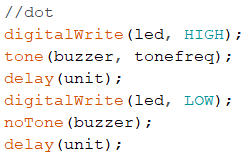 //dot
digitalWrite(led, HIGH);
tone(buzzer, tonefreq);
delay(unit);
digitalWrite(led, LOW);
noTone(buzzer);
delay(unit);